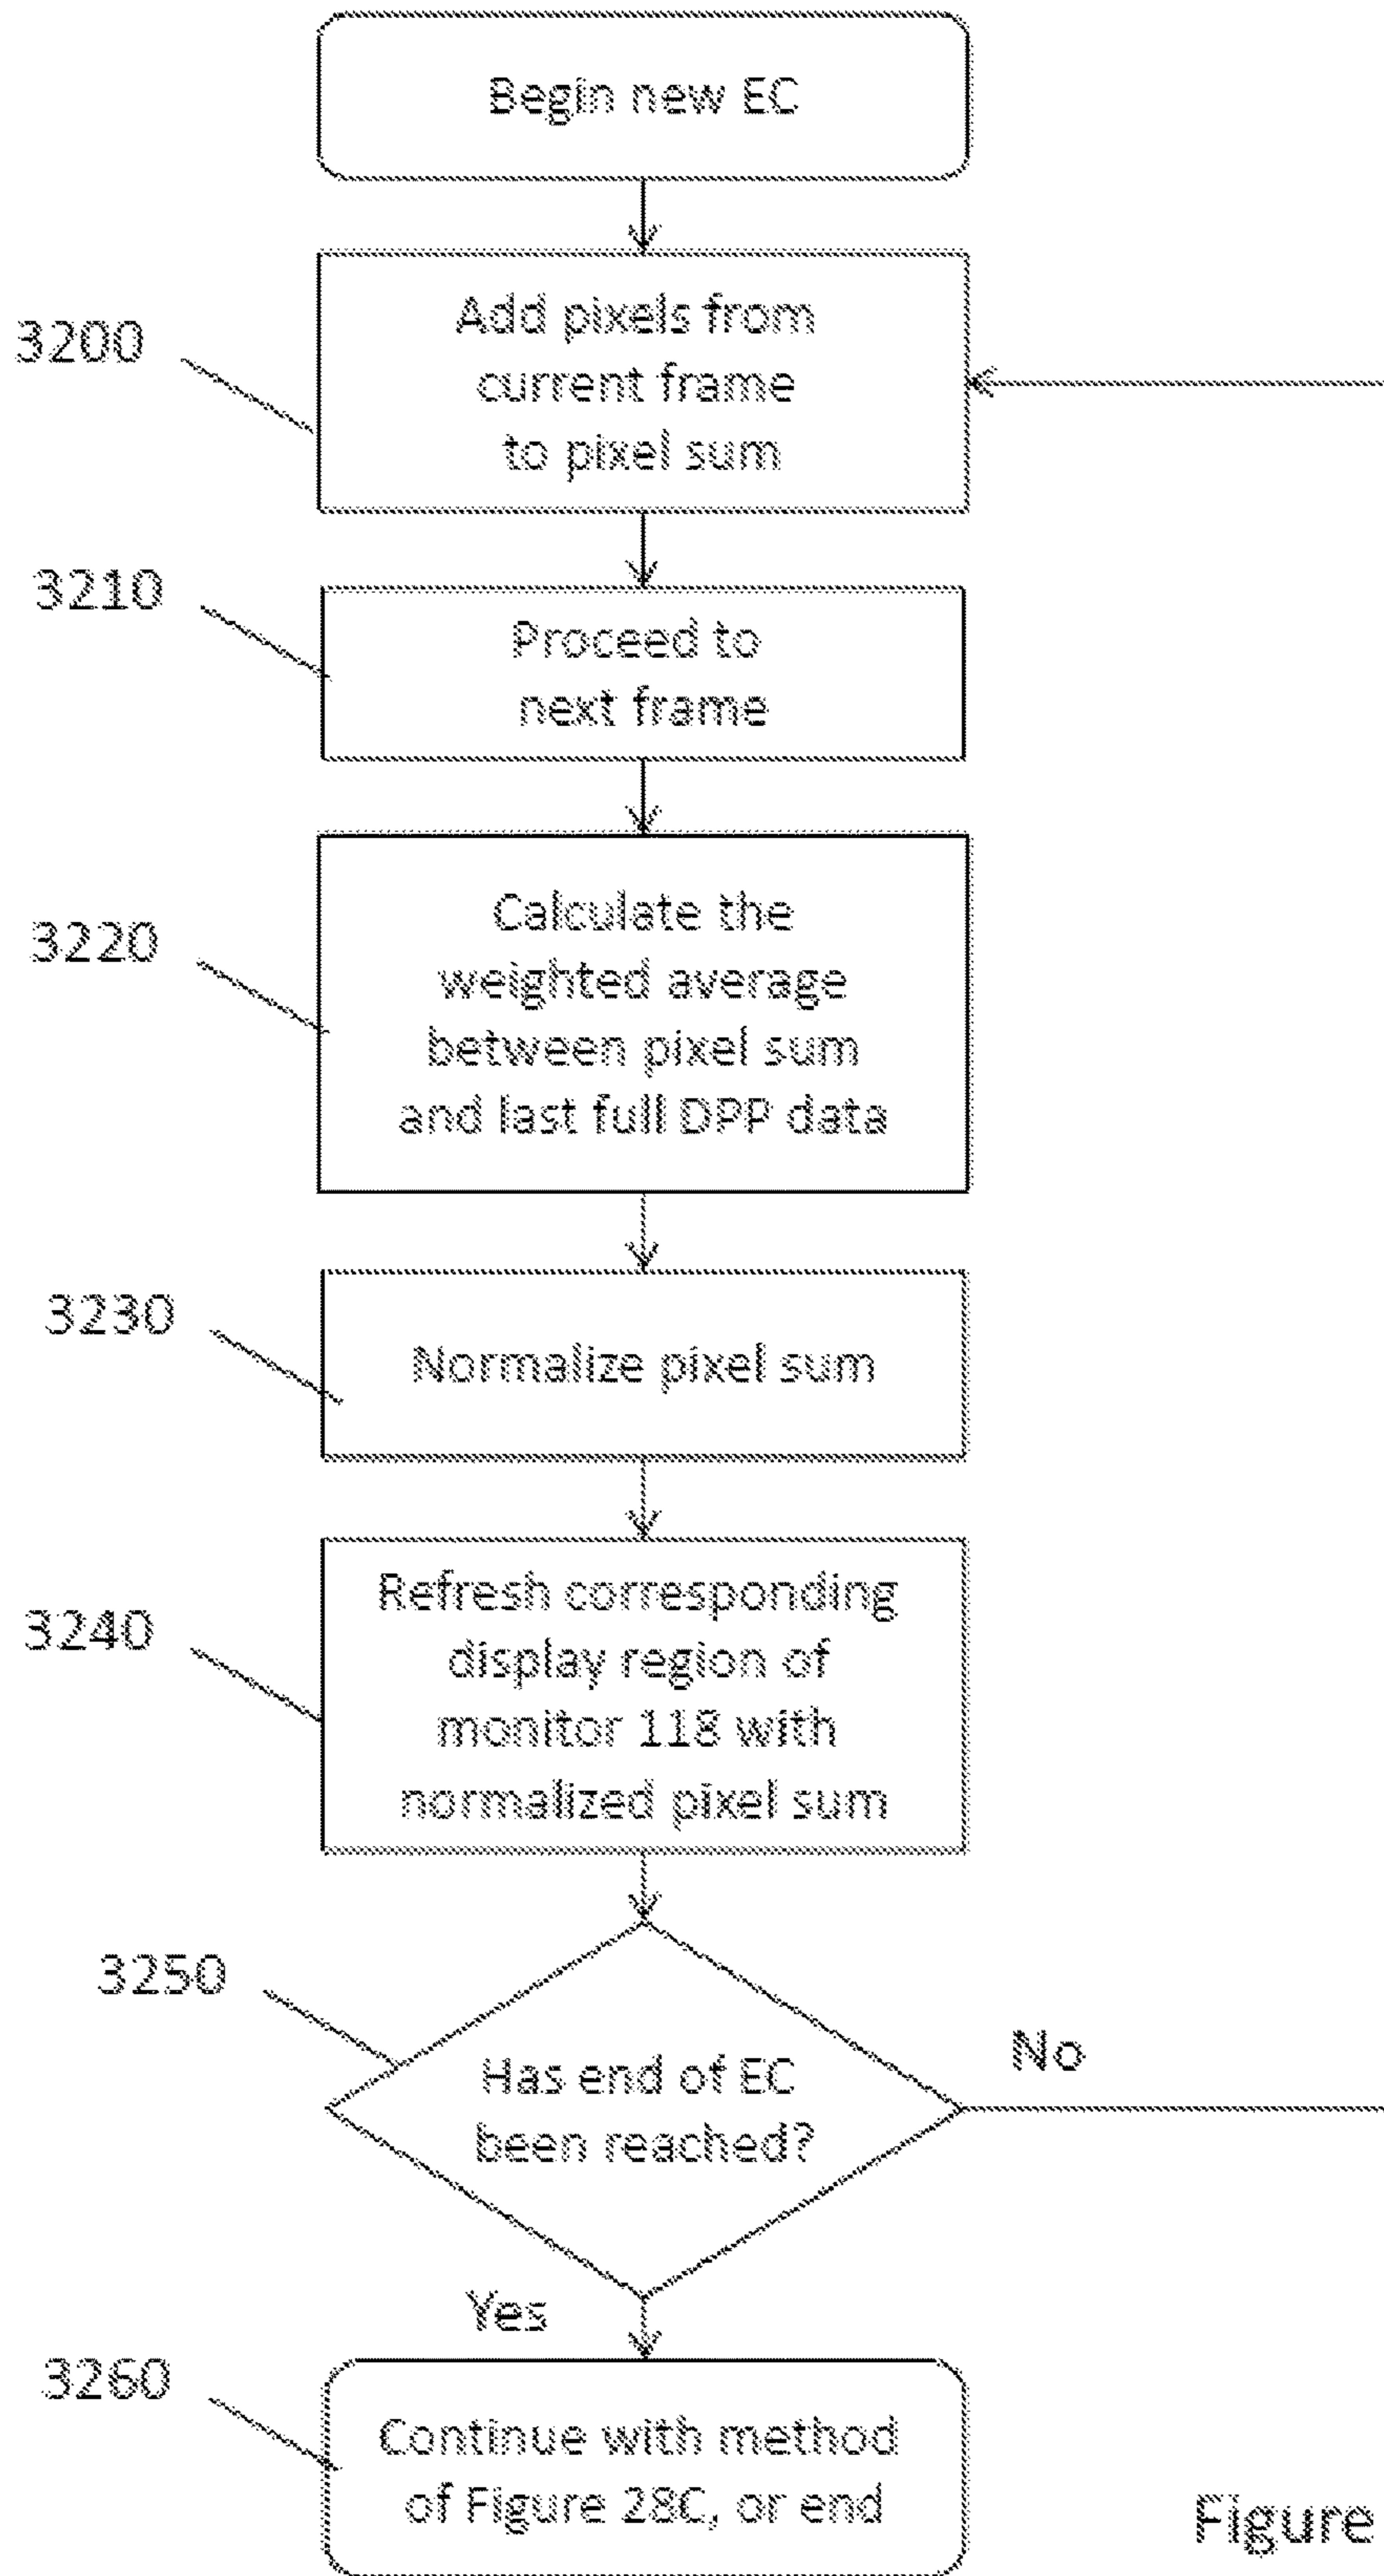 Begin new EC
3200
Add pixels from
current frame
to pixel sum
3210
Proceed to
next frame
3220
Calculate the
weighted average
between pixel sum
and last full DPP data
3230
Normalize pixel sum
3240
Refresh corresponding
display region of
monitor 118 with
normalized pixel sum
3250
Has end of EC
been reached?
No
Yes
3260
Continue with method
of Figure 28C, or end
Figure